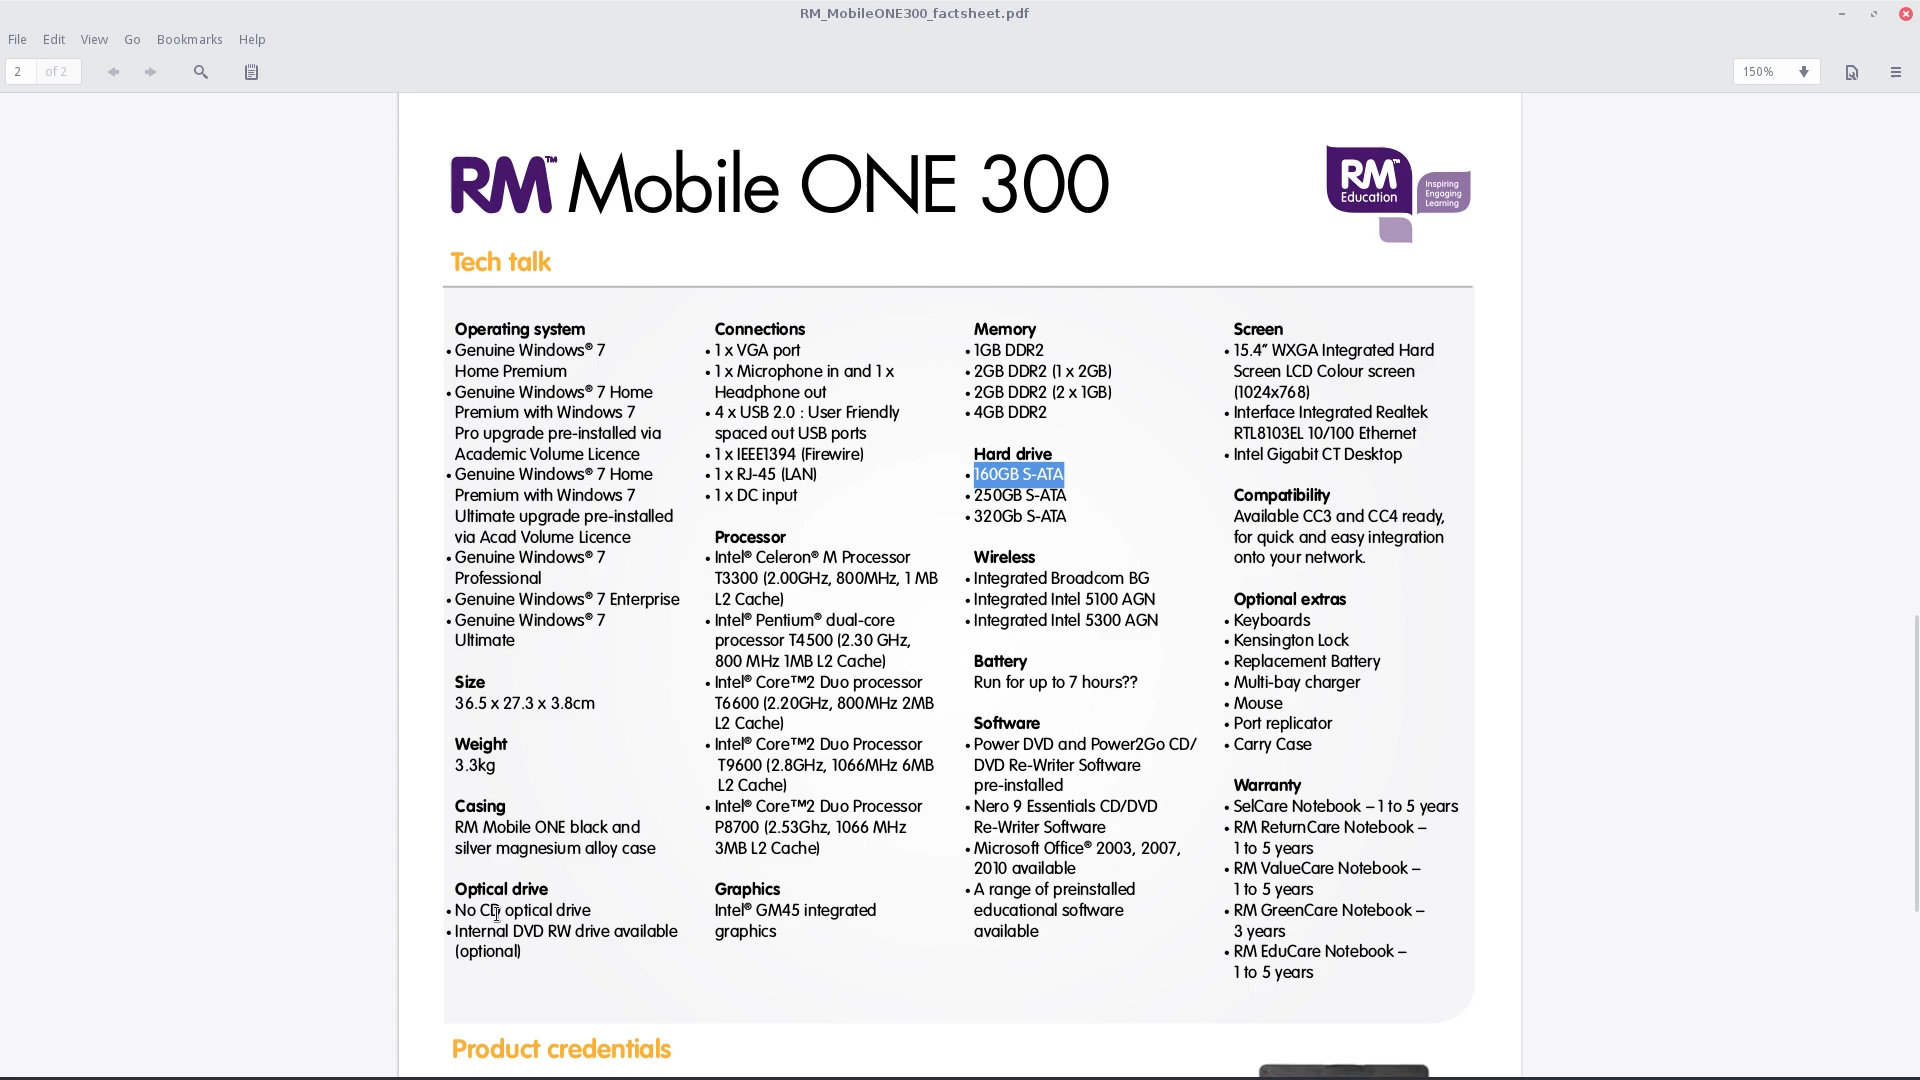 RM_MobileONE300_factsheet.pdf
File Edit View Go Bookmarks Help
2 of 2
150%
RM™ Mobile ONE 300
RM™
Education
Inspiring
Engaging
Learning
Tech talk
Operating system
• Genuine Windows® 7
Home Premium
• Genuine Windows® 7 Home
Premium with Windows 7
Pro upgrade pre-installed via
Academic Volume Licence
• Genuine Windows® 7 Home
Premium with Windows 7
Ultimate upgrade pre-installed
via Acad Volume Licence
• Genuine Windows® 7
Professional
• Genuine Windows® 7 Enterprise
• Genuine Windows® 7
Ultimate
Size
36.5 x 27.3 x 3.8cm
Weight
3.3kg
Casing
RM Mobile ONE black and
silver magnesium alloy case
Optical drive
• No CD optical drive
• Internal DVD RW drive available
(optional)
Connections
• 1 x VGA port
• 1 x Microphone in and 1 x
Headphone out
• 4 x USB 2.0 : User Friendly
spaced out USB ports
• 1 x IEEE1394 (Firewire)
• 1 x RJ-45 (LAN)
• 1 x DC input
Processor
• Intel® Celeron® M Processor
T3300 (2.00GHz, 800MHz, 1 MB
L2 Cache)
• Intel® Pentium® dual-core
processor T4500 (2.30 GHz,
800 MHz 1MB L2 Cache)
• Intel® Core™2 Duo processor
T6600 (2.20GHz, 800MHz 2MB
L2 Cache)
• Intel® Core™2 Duo Processor
T9600 (2.8GHz, 1066MHz 6MB
L2 Cache)
• Intel® Core™2 Duo Processor
P8700 (2.53Ghz, 1066 MHz
3MB L2 Cache)
Graphics
Intel® GM45 integrated
graphics
Memory
• 1GB DDR2
• 2GB DDR2 (1 x 2GB)
• 2GB DDR2 (2 x 1GB)
• 4GB DDR2
Hard drive
• 160GB S-ATA
• 250GB S-ATA
• 320Gb S-ATA
Wireless
• Integrated Broadcom BG
• Integrated Intel 5100 AGN
• Integrated Intel 5300 AGN
Battery
Run for up to 7 hours??
Software
• Power DVD and Power2Go CD/
DVD Re-Writer Software
pre-installed
• Nero 9 Essentials CD/DVD
Re-Writer Software
• Microsoft Office® 2003, 2007,
2010 available
• A range of preinstalled
educational software
available
Screen
• 15.4” WXGA Integrated Hard
Screen LCD Colour screen
(1024x768)
• Interface Integrated Realtek
RTL8103EL 10/100 Ethernet
• Intel Gigabit CT Desktop
Compatibility
Available CC3 and CC4 ready,
for quick and easy integration
onto your network.
Optional extras
• Keyboards
• Kensington Lock
• Replacement Battery
• Multi-bay charger
• Mouse
• Port replicator
• Carry Case
Warranty
• SelCare Notebook – 1 to 5 years
• RM ReturnCare Notebook –
1 to 5 years
• RM ValueCare Notebook –
1 to 5 years
• RM GreenCare Notebook –
3 years
• RM EduCare Notebook –
1 to 5 years
Product credentials